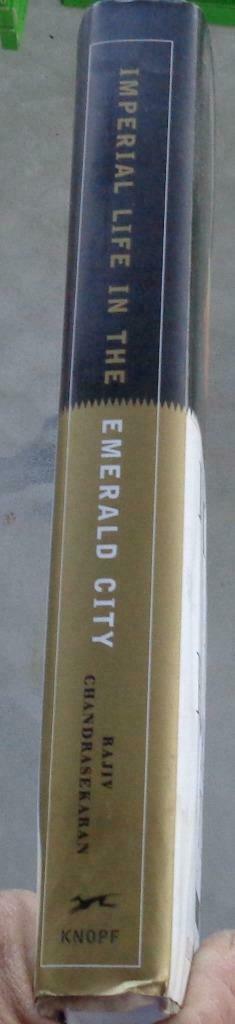 IMPERIAL LIFE IN THE
EMERALD CITY
RAJIV
CHANDRASEKARAN
KNOPF